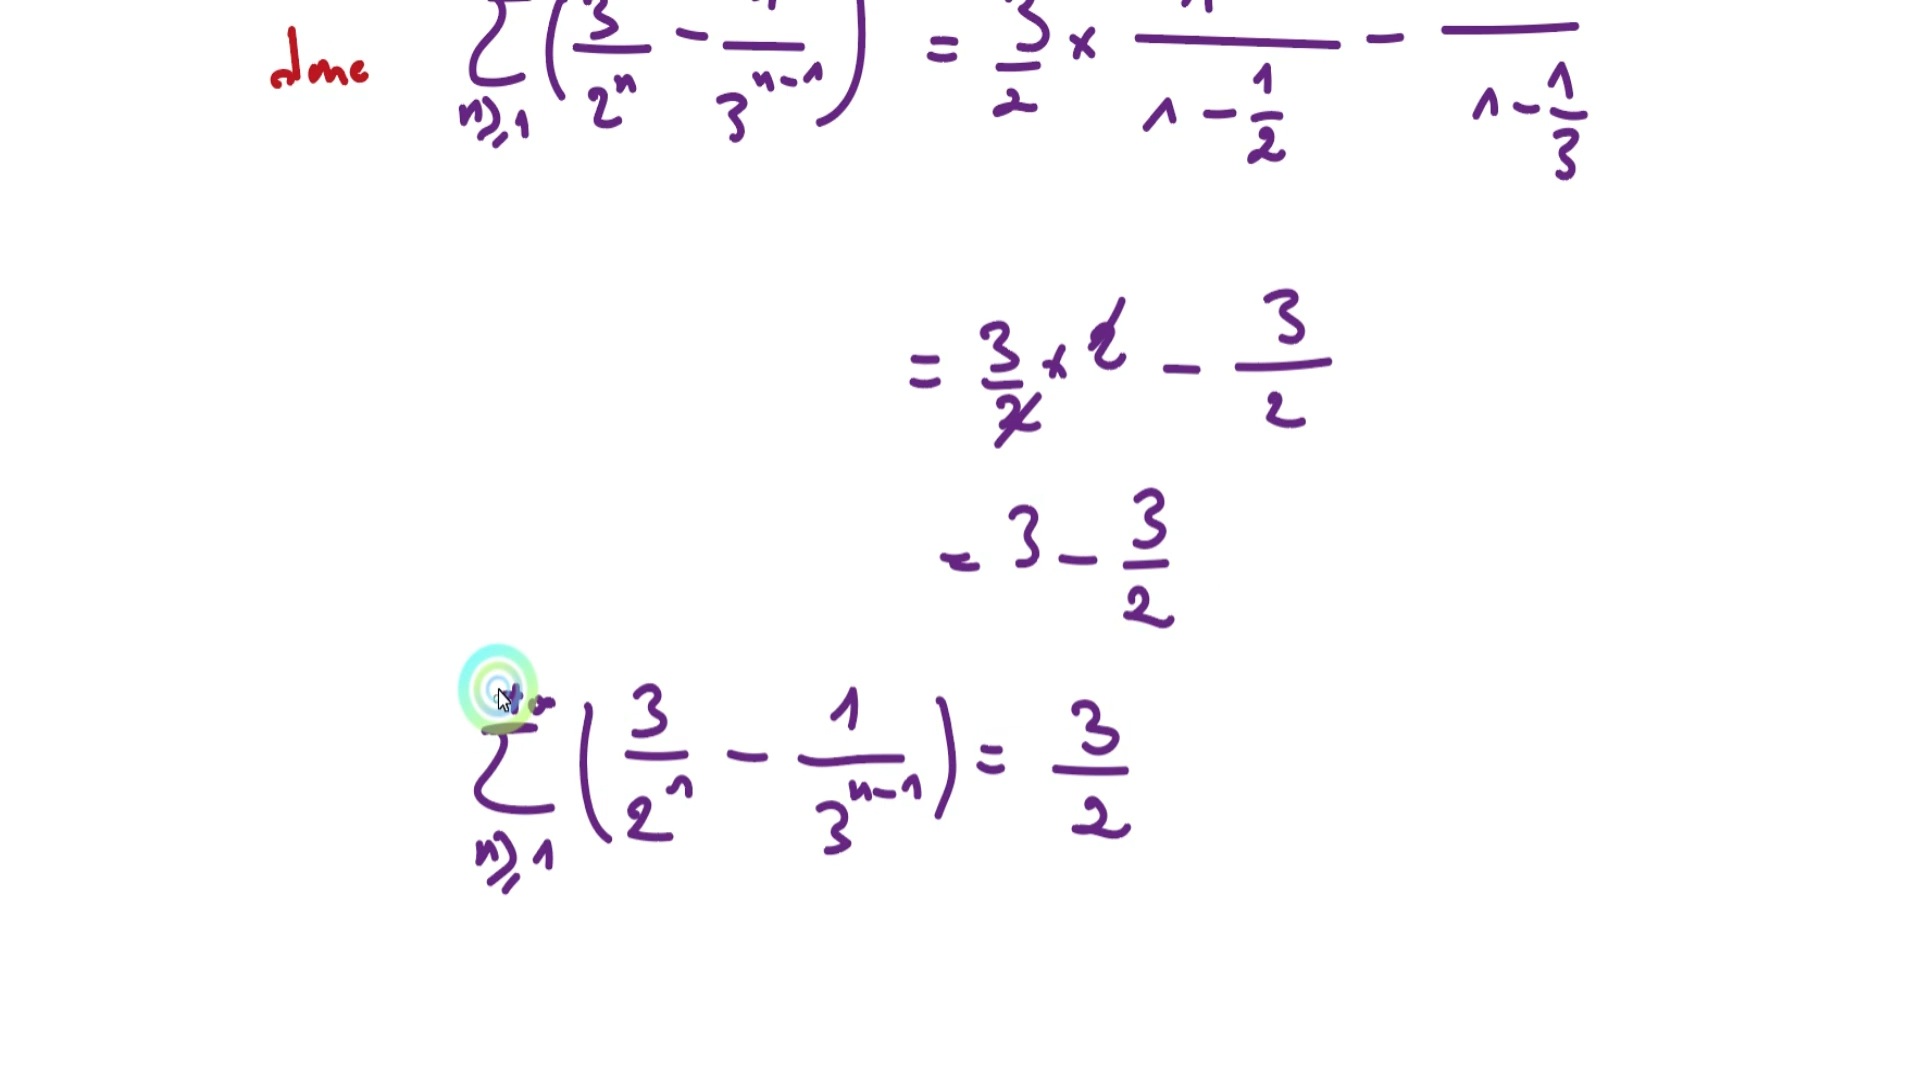 donc ∑ n⩾1 (3/2^n - 1/3^(n-1)) = 3/2 × 1/(1 - 1/2) - /(1 - 1/3)
= 3/2 × 2 - 3/2
= 3 - 3/2
+∞ ∑ n⩾1 (3/2^n - 1/3^(n-1)) = 3/2